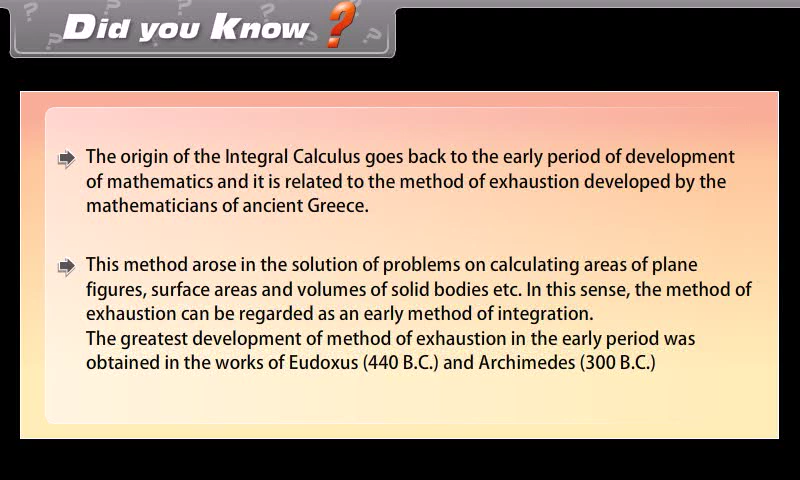 Did you Know ?
The origin of the Integral Calculus goes back to the early period of development
of mathematics and it is related to the method of exhaustion developed by the
mathematicians of ancient Greece.
This method arose in the solution of problems on calculating areas of plane
figures, surface areas and volumes of solid bodies etc. In this sense, the method of
exhaustion can be regarded as an early method of integration.
The greatest development of method of exhaustion in the early period was
obtained in the works of Eudoxus (440 B.C.) and Archimedes (300 B.C.)